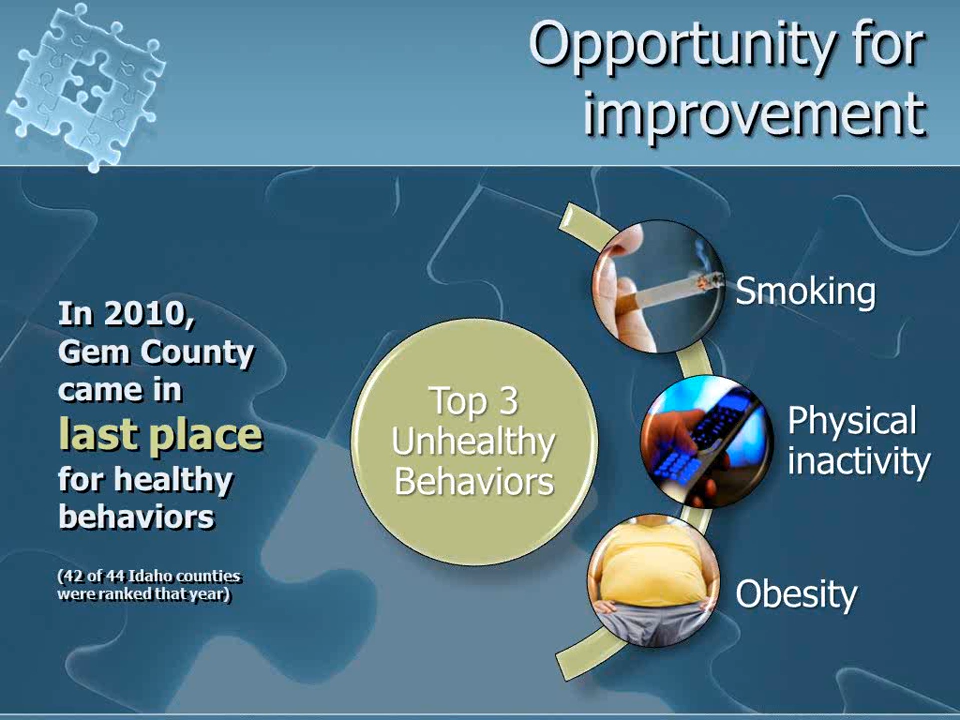 Opportunity for
improvement
In 2010,
Gem County
came in
last place
for healthy
behaviors
(42 of 44 Idaho counties
were ranked that year)
Top 3
Unhealthy
Behaviors
Smoking
Physical
inactivity
Obesity